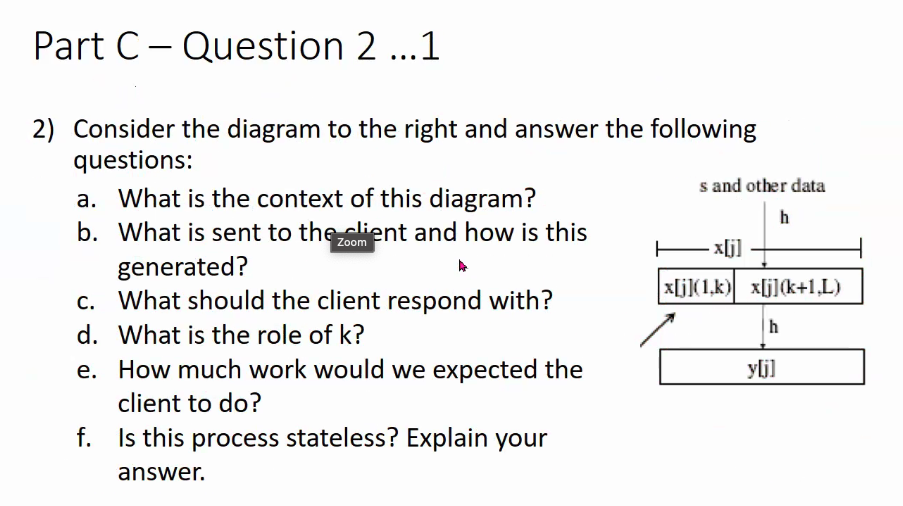 Part C – Question 2 …1
2) Consider the diagram to the right and answer the following
questions:
a. What is the context of this diagram?
b. What is sent to the client and how is this
Zoom
generated?
c. What should the client respond with?
d. What is the role of k?
e. How much work would we expected the
client to do?
f. Is this process stateless? Explain your
answer.
s and other data
h
x[j]
x[j](1,k) x[j](k+1,L)
h
y[j]